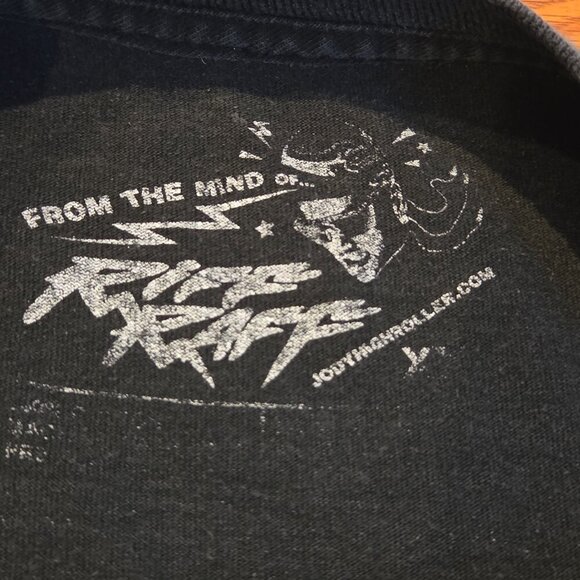 FROM THE MIND OF...
RIFF
RAFF
JODYHIGHROLLER.COM